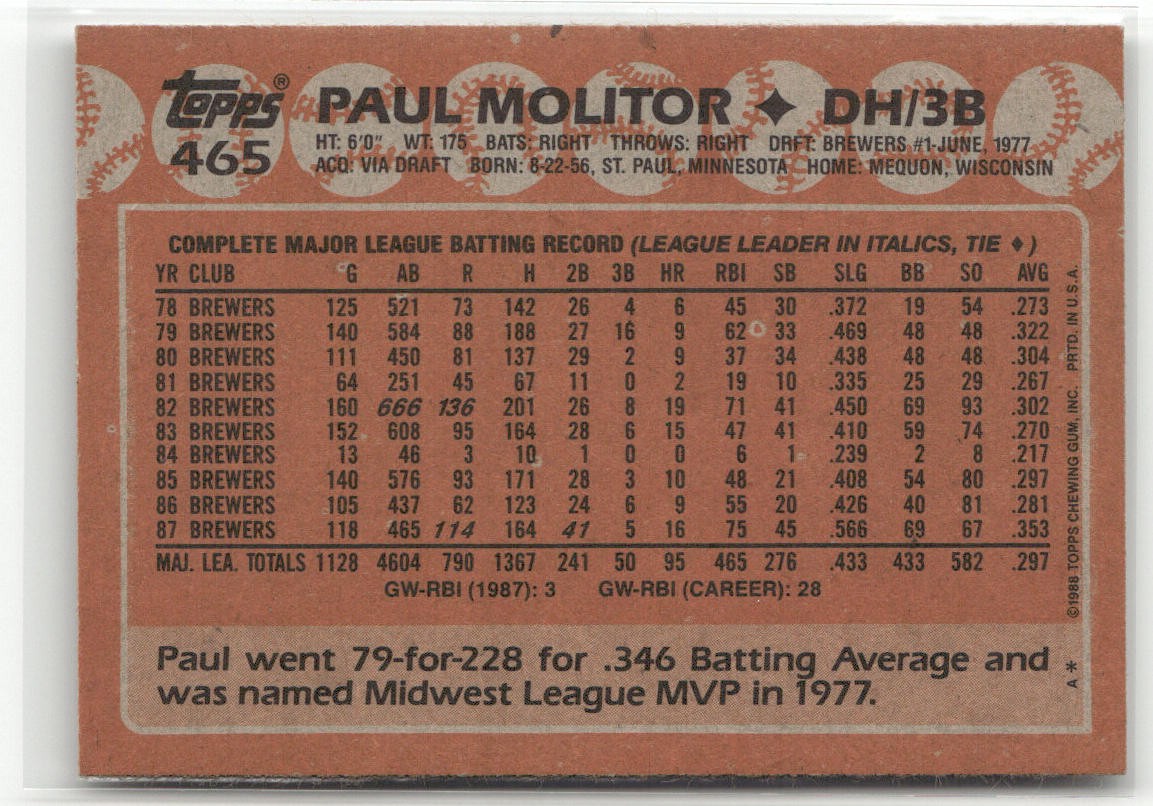 topps® PAUL MOLITOR ♦ DH/3B
465 HT: 6'0" WT: 175 BATS: RIGHT THROWS: RIGHT DRFT: BREWERS #1-JUNE, 1977
ACQ: VIA DRAFT BORN: 8-22-56, ST. PAUL, MINNESOTA HOME: MEQUON, WISCONSIN
COMPLETE MAJOR LEAGUE BATTING RECORD (LEAGUE LEADER IN ITALICS, TIE ♦)
YR CLUB G AB R H 2B 3B HR RBI SB SLG BB SO AVG
78 BREWERS 125 521 73 142 26 4 6 45 30 .372 19 54 .273
79 BREWERS 140 584 88 188 27 16 9 62 33 .469 48 48 .322
80 BREWERS 111 450 81 137 29 2 9 37 34 .438 48 48 .304
81 BREWERS 64 251 45 67 11 0 2 19 10 .335 25 29 .267
82 BREWERS 160 666 136 201 26 8 19 71 41 .450 69 93 .302
83 BREWERS 152 608 95 164 28 6 15 47 41 .410 59 74 .270
84 BREWERS 13 46 3 10 1 0 0 6 1 .239 2 8 .217
85 BREWERS 140 576 93 171 28 3 10 48 21 .408 54 80 .297
86 BREWERS 105 437 62 123 24 6 9 55 20 .426 40 81 .281
87 BREWERS 118 465 114 164 41 5 16 75 45 .566 69 67 .353
MAJ. LEA. TOTALS 1128 4604 790 1367 241 50 95 465 276 .433 433 582 .297
GW-RBI (1987): 3 GW-RBI (CAREER): 28
Paul went 79-for-228 for .346 Batting Average and
was named Midwest League MVP in 1977.
©1988 TOPPS CHEWING GUM, INC. PRTD. IN U.S.A.
A*